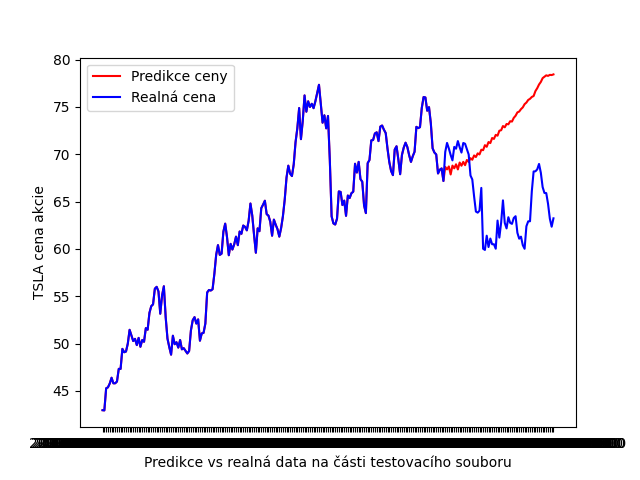 Predikce ceny
Realná cena
80
75
70
65
60
55
50
45
TSLA cena akcie
Predikce vs realná data na části testovacího souboru